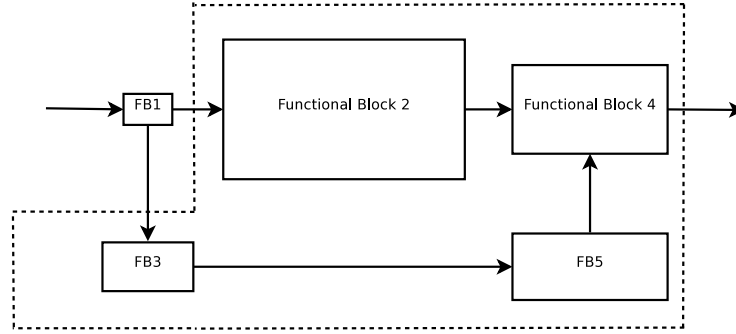 FB1
Functional Block 2
Functional Block 4
FB3
FB5